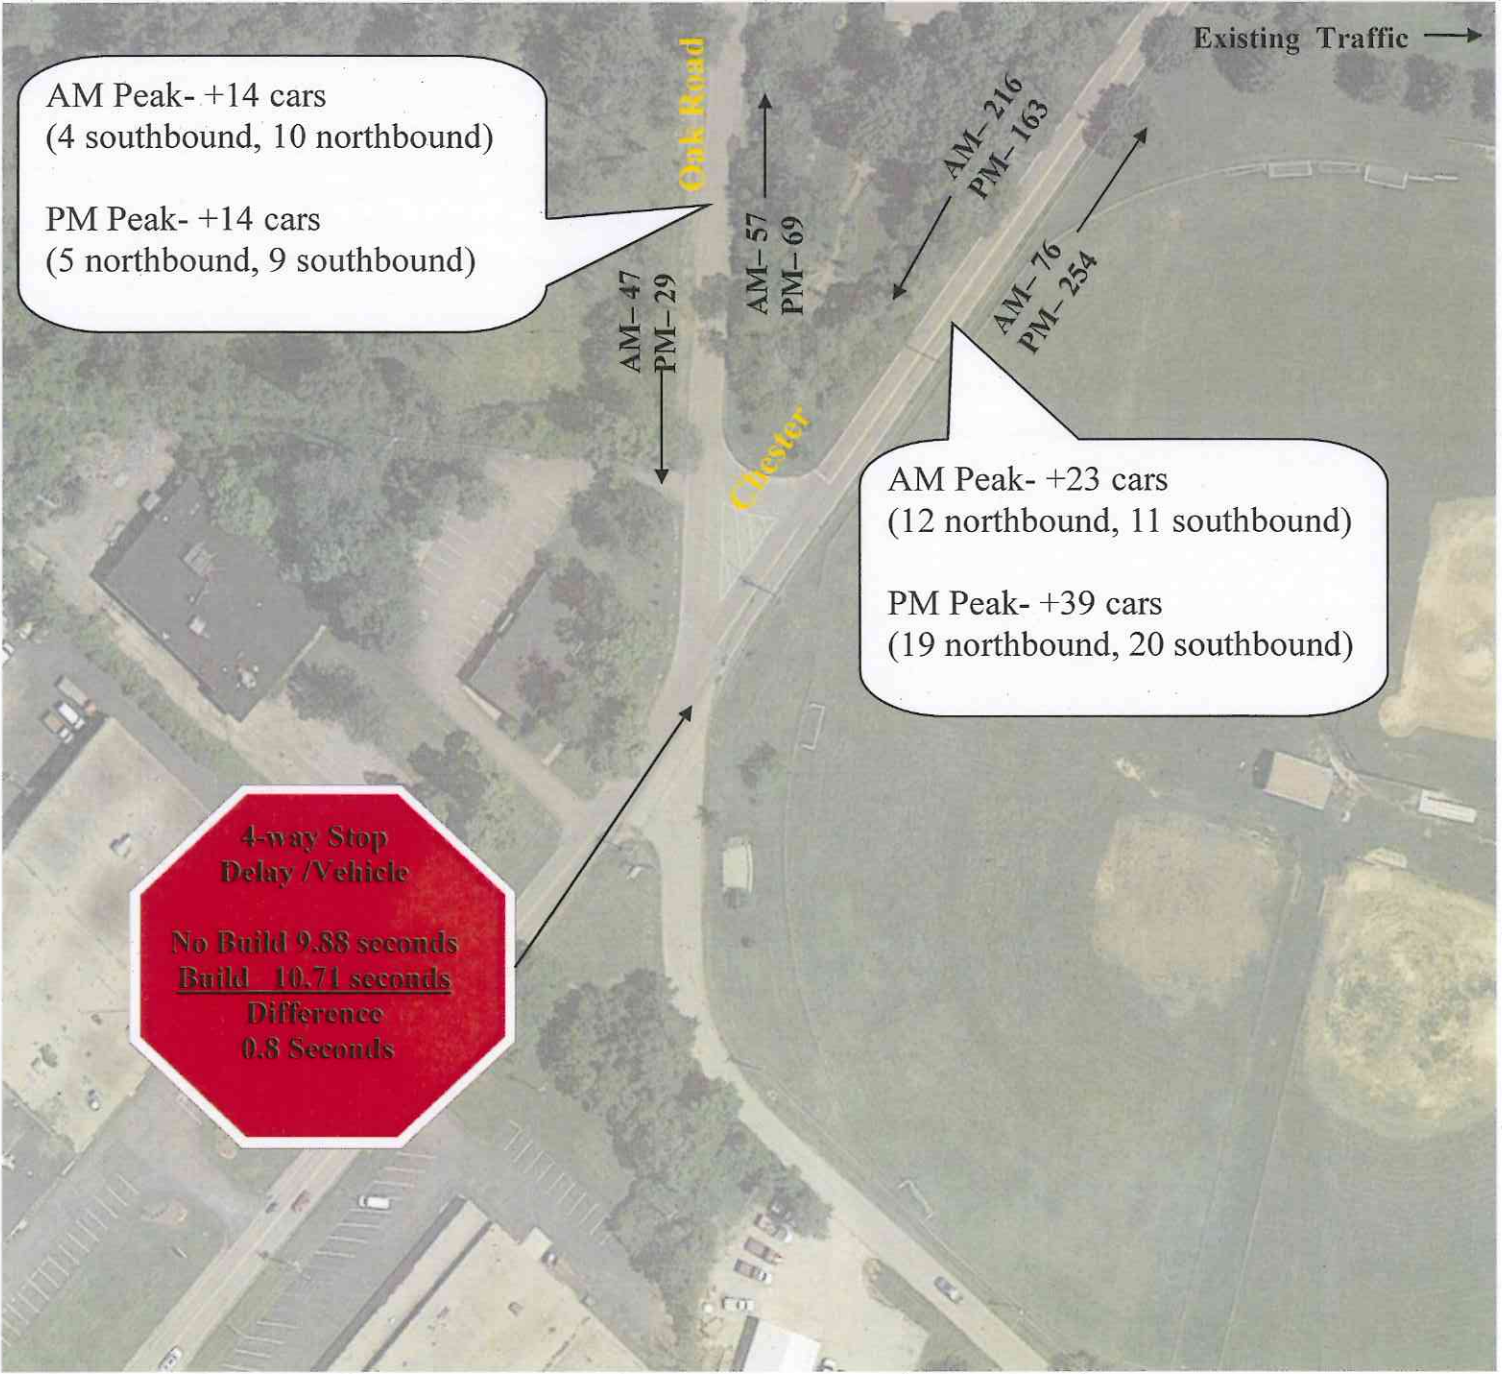 Existing Traffic
AM Peak- +14 cars
(4 southbound, 10 northbound)
PM Peak- +14 cars
(5 northbound, 9 southbound)
Oak Road
AM– 47
PM– 29
AM– 57
PM– 69
AM– 216
PM– 163
AM– 76
PM– 254
Chester
AM Peak- +23 cars
(12 northbound, 11 southbound)
PM Peak- +39 cars
(19 northbound, 20 southbound)
4-way Stop
Delay /Vehicle
No Build 9.88 seconds
Build 10.71 seconds
Difference
0.8 Seconds